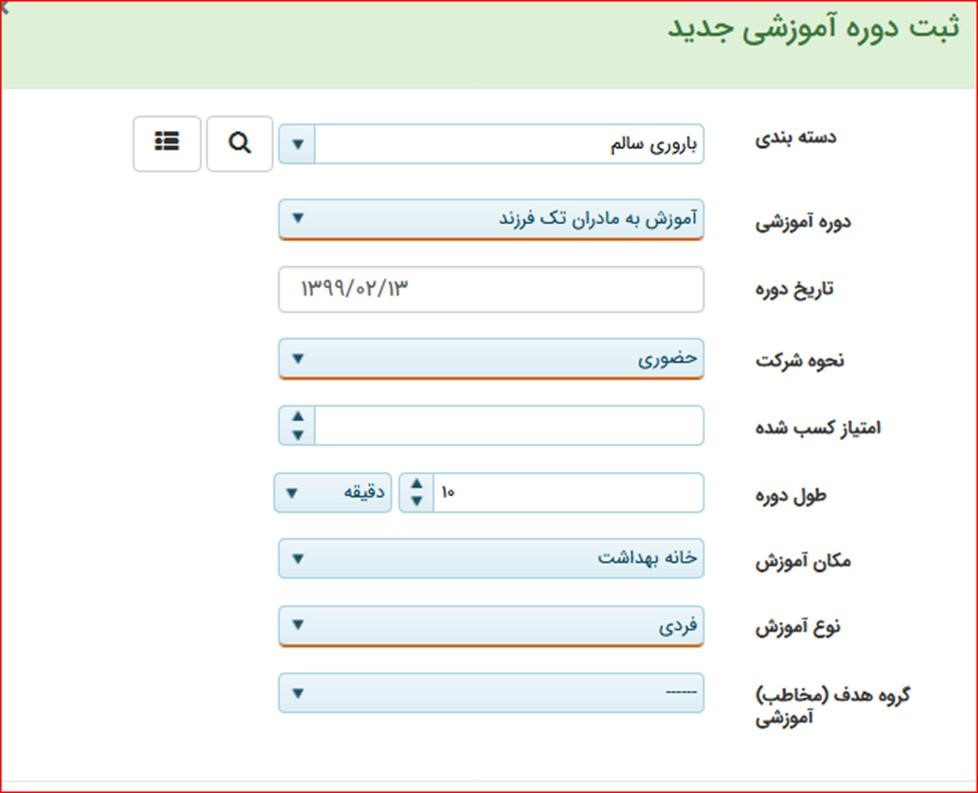 ثبت دوره آموزشی جدید
دسته بندی
باروری سالم
دوره آموزشی
آموزش به مادران تک فرزند
تاریخ دوره
۱۳۹۹/۰۲/۱۳
نحوه شرکت
حضوری
امتیاز کسب شده
طول دوره
۱۰
دقیقه
مکان آموزش
خانه بهداشت
نوع آموزش
فردی
گروه هدف (مخاطب)
آموزشی
------